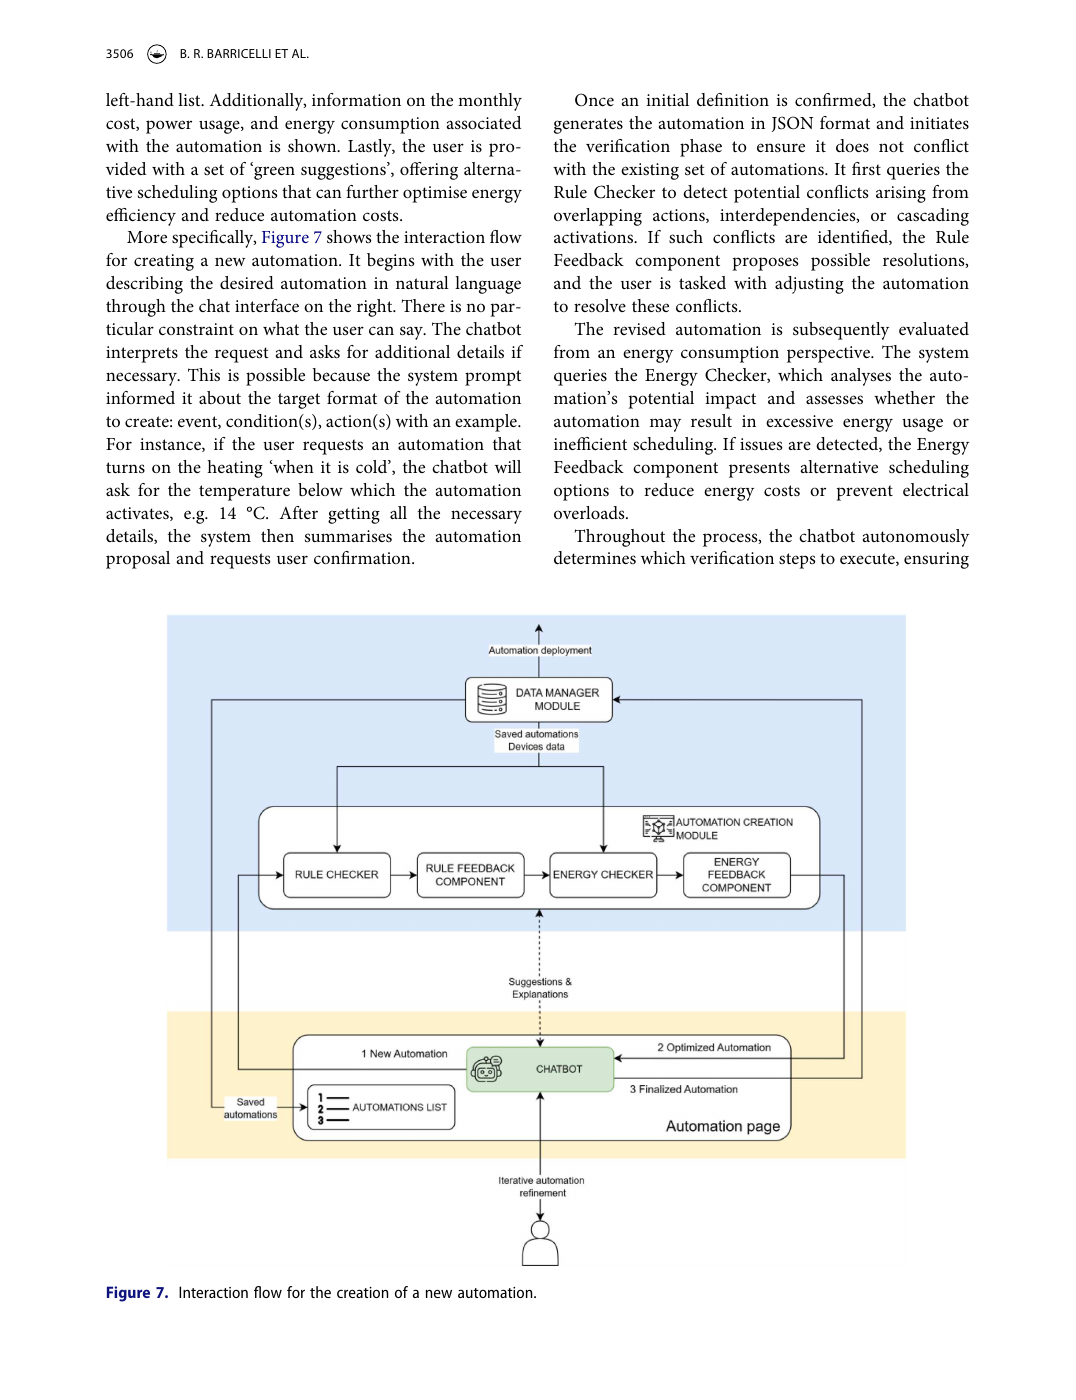 3506 B. R. BARRICELLI ET AL.
left-hand list. Additionally, information on the monthly
cost, power usage, and energy consumption associated
with the automation is shown. Lastly, the user is pro-
vided with a set of ‘green suggestions’, offering alterna-
tive scheduling options that can further optimise energy
efficiency and reduce automation costs.
More specifically, Figure 7 shows the interaction flow
for creating a new automation. It begins with the user
describing the desired automation in natural language
through the chat interface on the right. There is no par-
ticular constraint on what the user can say. The chatbot
interprets the request and asks for additional details if
necessary. This is possible because the system prompt
informed it about the target format of the automation
to create: event, condition(s), action(s) with an example.
For instance, if the user requests an automation that
turns on the heating ‘when it is cold’, the chatbot will
ask for the temperature below which the automation
activates, e.g. 14 °C. After getting all the necessary
details, the system then summarises the automation
proposal and requests user confirmation.
Once an initial definition is confirmed, the chatbot
generates the automation in JSON format and initiates
the verification phase to ensure it does not conflict
with the existing set of automations. It first queries the
Rule Checker to detect potential conflicts arising from
overlapping actions, interdependencies, or cascading
activations. If such conflicts are identified, the Rule
Feedback component proposes possible resolutions,
and the user is tasked with adjusting the automation
to resolve these conflicts.
The revised automation is subsequently evaluated
from an energy consumption perspective. The system
queries the Energy Checker, which analyses the auto-
mation’s potential impact and assesses whether the
automation may result in excessive energy usage or
inefficient scheduling. If issues are detected, the Energy
Feedback component presents alternative scheduling
options to reduce energy costs or prevent electrical
overloads.
Throughout the process, the chatbot autonomously
determines which verification steps to execute, ensuring
Automation deployment
DATA MANAGER
MODULE
Saved automations
Devices data
AUTOMATION CREATION
MODULE
RULE CHECKER
RULE FEEDBACK
COMPONENT
ENERGY CHECKER
ENERGY
FEEDBACK
COMPONENT
Suggestions &
Explanations
1 New Automation
CHATBOT
2 Optimized Automation
3 Finalized Automation
Saved
automations
1
2
3
AUTOMATIONS LIST
Automation page
Iterative automation
refinement
Figure 7. Interaction flow for the creation of a new automation.